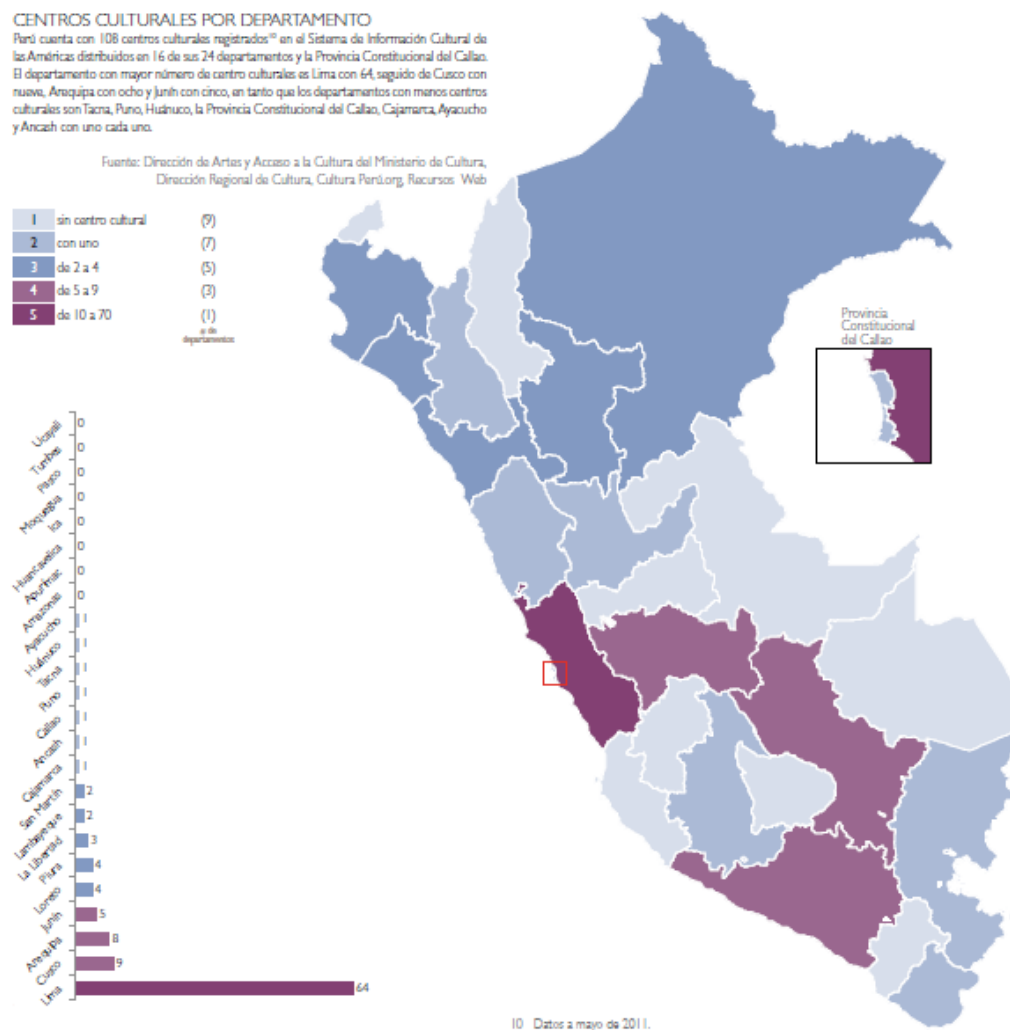 CENTROS CULTURALES POR DEPARTAMENTO
Perú cuenta con 108 centros culturales registrados¹⁰ en el Sistema de Información Cultural de
las Américas distribuidos en 16 de sus 24 departamentos y la Provincia Constitucional del Callao.
El departamento con mayor número de centro culturales es Lima con 64, seguido de Cusco con
nueve, Arequipa con ocho y Junín con cinco, en tanto que los departamentos con menos centros
culturales son Tacna, Puno, Huánuco, la Provincia Constitucional del Callao, Cajamarca, Ayacucho
y Ancash con uno cada uno.
Fuente: Dirección de Artes y Acceso a la Cultura del Ministerio de Cultura,
Dirección Regional de Cultura, Cultura Perú.org, Recursos Web
1 sin centro cultural (9)
2 con uno (7)
3 de 2 a 4 (5)
4 de 5 a 9 (3)
5 de 10 a 70 (1)
# de
departamentos
Provincia
Constitucional
del Callao
Ucayali 0
Tumbes 0
Pasco 0
Moquegua 0
Ica 0
Huancavelica 0
Apurímac 0
Amazonas 0
Ayacucho 1
Huánuco 1
Tacna 1
Puno 1
Callao 1
Ancash 1
Cajamarca 1
San Martín 2
Lambayeque 2
La Libertad 3
Piura 4
Loreto 4
Junín 5
Arequipa 8
Cusco 9
Lima 64
10 Datos a mayo de 2011.